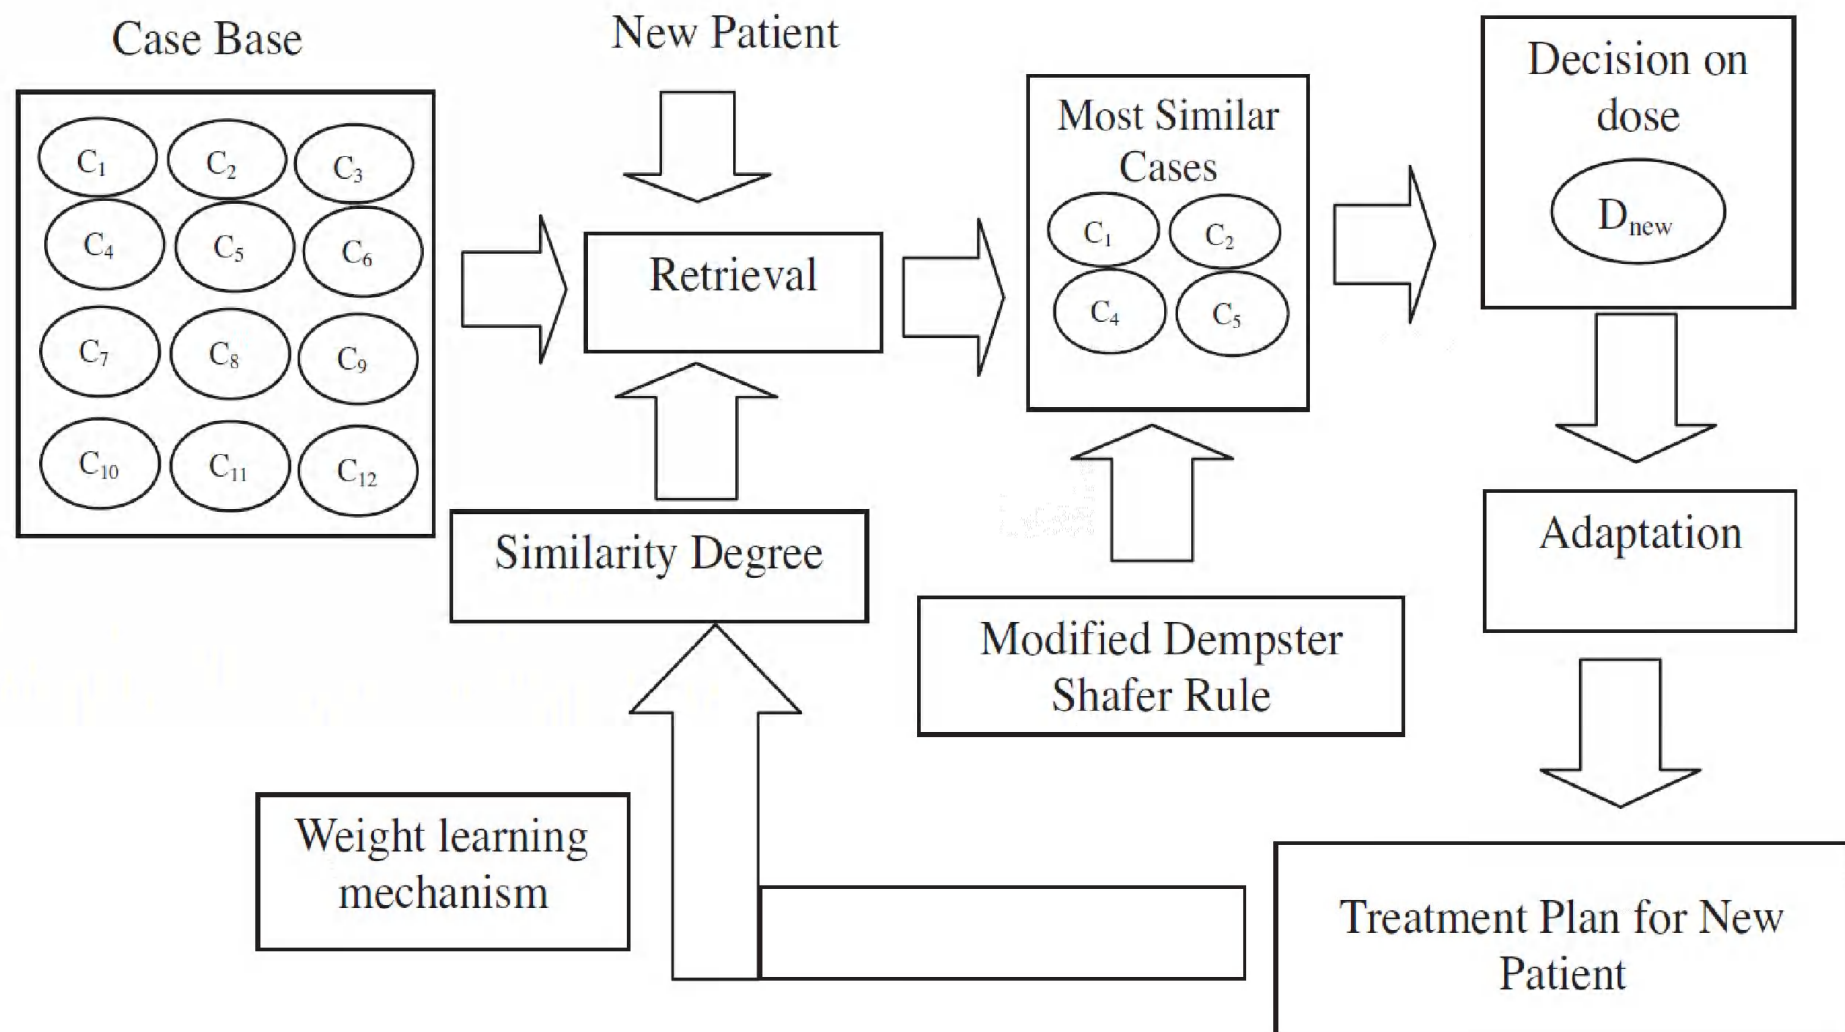 Case Base
New Patient
C₁ C₂ C₃
C₄ C₅ C₆
C₇ C₈ C₉
C₁₀ C₁₁ C₁₂
Retrieval
Similarity Degree
Most Similar
Cases
C₁ C₂
C₄ C₅
Decision on
dose
Dₙₑw
Adaptation
Modified Dempster
Shafer Rule
Weight learning
mechanism
Treatment Plan for New
Patient